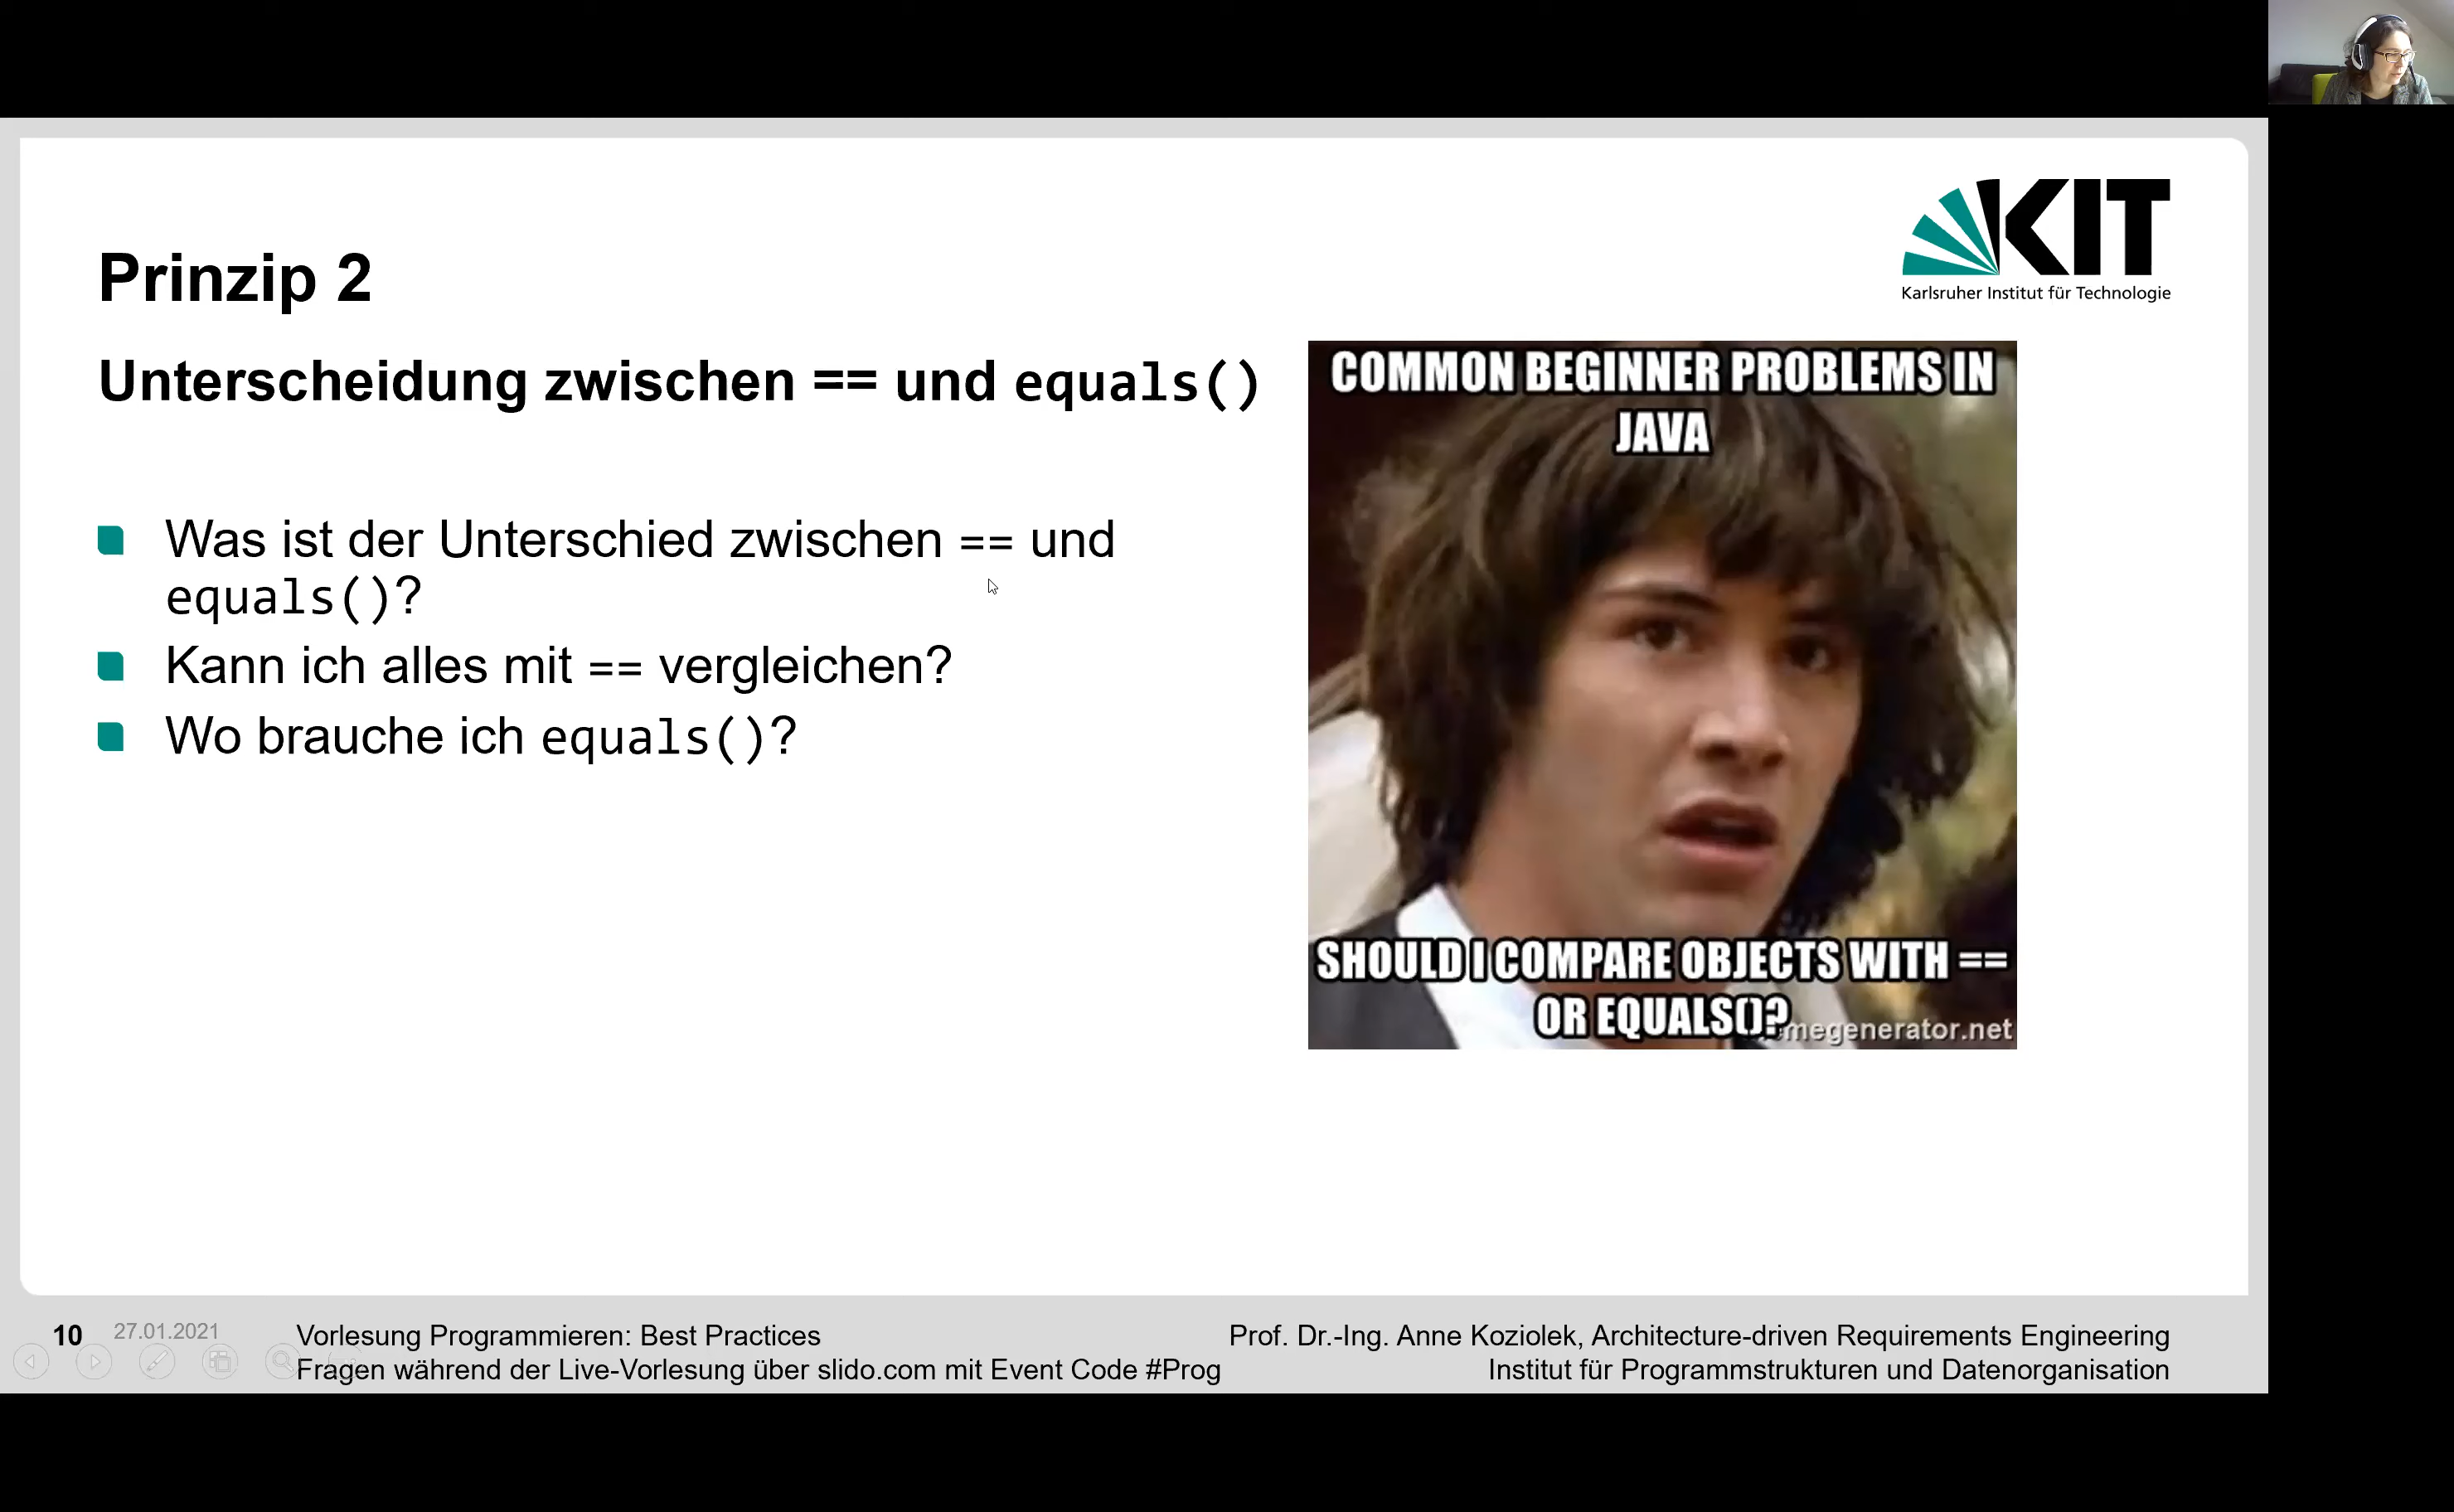 KIT
Karlsruher Institut für Technologie
Prinzip 2
Unterscheidung zwischen == und equals()
Was ist der Unterschied zwischen == und
equals()?
Kann ich alles mit == vergleichen?
Wo brauche ich equals()?
COMMON BEGINNER PROBLEMS IN
JAVA
SHOULD I COMPARE OBJECTS WITH ==
OR EQUALS()?
megenerator.net
10
27.01.2021
Vorlesung Programmieren: Best Practices
Fragen während der Live-Vorlesung über slido.com mit Event Code #Prog
Prof. Dr.-Ing. Anne Koziolek, Architecture-driven Requirements Engineering
Institut für Programmstrukturen und Datenorganisation